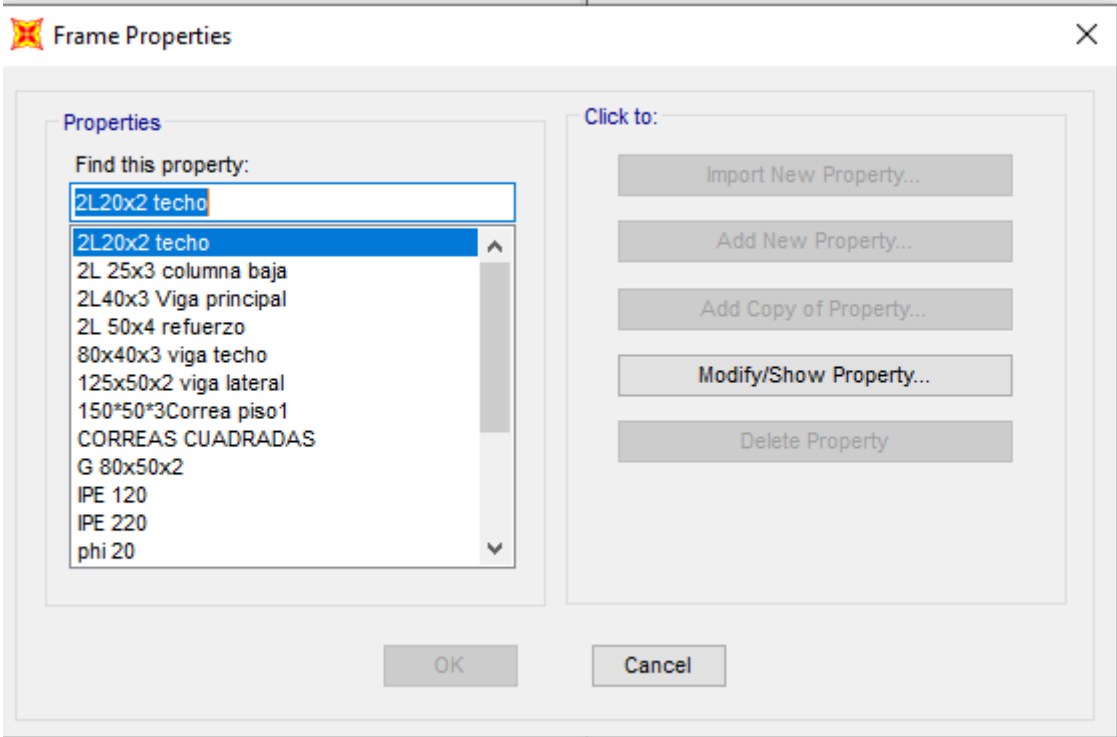 Frame Properties
Properties
Find this property:
2L20x2 techo
2L20x2 techo
2L 25x3 columna baja
2L40x3 Viga principal
2L 50x4 refuerzo
80x40x3 viga techo
125x50x2 viga lateral
150*50*3Correa piso1
CORREAS CUADRADAS
G 80x50x2
IPE 120
IPE 220
phi 20
Click to:
Import New Property...
Add New Property...
Add Copy of Property...
Modify/Show Property...
Delete Property
OK
Cancel